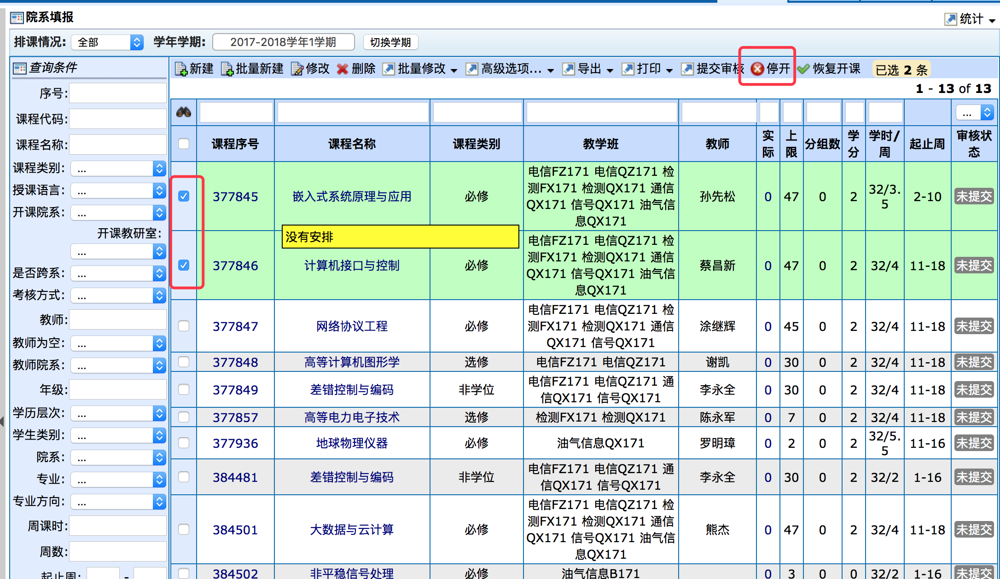 院系填报
统计
排课情况: 全部 学年学期: 2017-2018学年1学期 切换学期
查询条件
新建 批量新建 修改 删除 批量修改 高级选项... 导出 打印 提交审核 停开 恢复开课 已选 2 条
1 - 13 of 13
序号:
课程代码:
课程名称:
课程类别: ...
授课语言: ...
开课院系: ...
开课教研室:
...
是否跨系: ...
考核方式: ...
教师:
教师为空: ...
教师院系: ...
年级:
学历层次: ...
学生类别: ...
院系: ...
专业: ...
专业方向: ...
周课时:
周数:
起止周: -
...
课程序号 课程名称 课程类别 教学班 教师 实际 上限 分组数 学分 学时/周 起止周 审核状态
377845 嵌入式系统原理与应用 必修 电信FZ171 电信QZ171 检测FX171 检测QX171 通信QX171 信号QX171 油气信息QX171 孙先松 0 47 0 2 32/3.5 2-10 未提交
没有安排
377846 计算机接口与控制 必修 电信FZ171 电信QZ171 检测FX171 检测QX171 通信QX171 信号QX171 油气信息QX171 蔡昌新 0 47 0 2 32/4 11-18 未提交
377847 网络协议工程 必修 电信FZ171 电信QZ171 检测FX171 检测QX171 通信QX171 信号QX171 涂继辉 0 45 0 2 32/4 11-18 未提交
377848 高等计算机图形学 选修 电信FZ171 电信QZ171 谢凯 0 30 0 2 32/4 11-18 未提交
377849 差错控制与编码 非学位 电信FZ171 电信QZ171 通信QX171 信号QX171 李永全 0 30 0 2 32/4 11-18 未提交
377857 高等电力电子技术 选修 检测FX171 检测QX171 陈永军 0 7 0 2 32/4 11-18 未提交
377936 地球物理仪器 必修 油气信息QX171 罗明璋 0 2 0 2 32/5.5 11-16 未提交
384481 差错控制与编码 非学位 电信FZ171 电信QZ171 通信QX171 信号QX171 李永全 0 30 0 2 32/2 1-16 未提交
384501 大数据与云计算 必修 电信FZ171 电信QZ171 检测FX171 检测QX171 通信QX171 信号QX171 油气信息QX171 熊杰 0 47 0 2 32/4 11-18 未提交
384502 非平稳信号处理 必修 油气信息B171 0 3 0 0 32/2 1-16 未提交